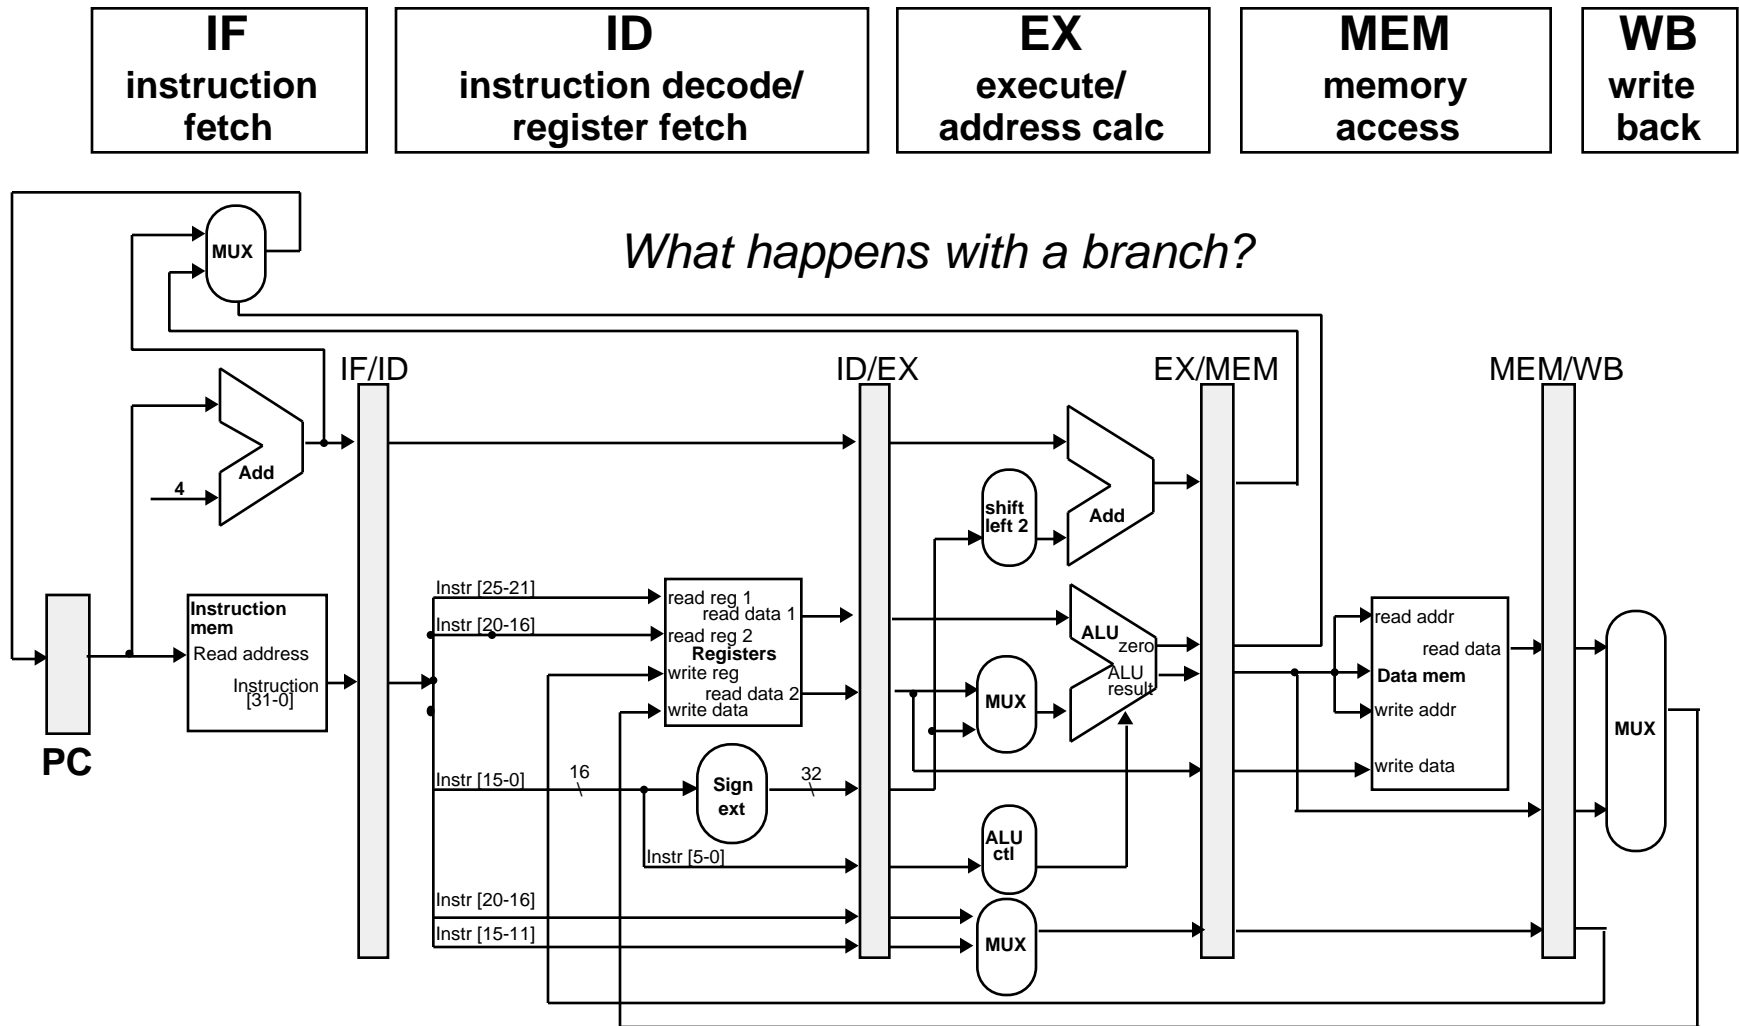 IF
instruction
fetch
ID
instruction decode/
register fetch
EX
execute/
address calc
MEM
memory
access
WB
write
back
MUX
What happens with a branch?
IF/ID
ID/EX
EX/MEM
MEM/WB
Add
4
shift
left 2
Add
Instruction
mem
Read address
Instruction
[31-0]
PC
Instr [25-21]
Instr [20-16]
read reg 1
read data 1
read reg 2
Registers
write reg
read data 2
write data
ALU
zero
ALU
result
MUX
read addr
read data
Data mem
write addr
write data
MUX
Instr [15-0]
16
Sign
ext
32
Instr [5-0]
ALU
ctl
Instr [20-16]
Instr [15-11]
MUX